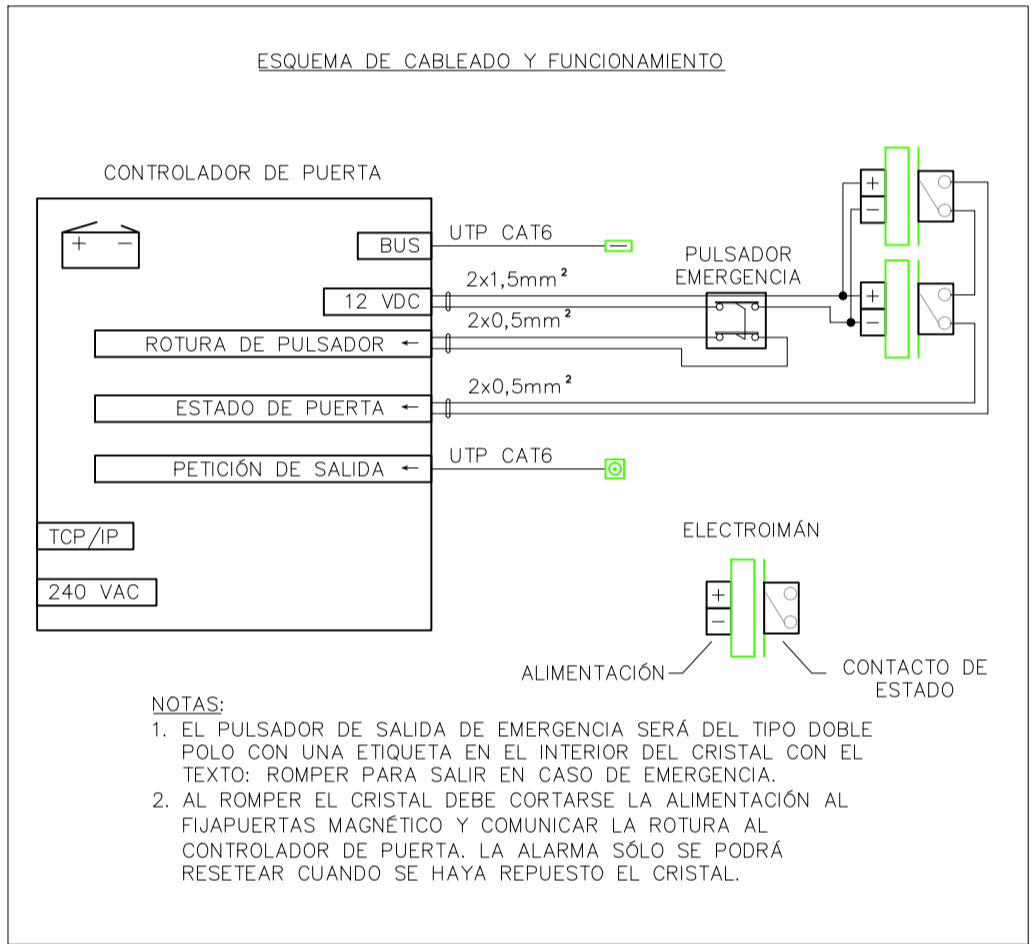 ESQUEMA DE CABLEADO Y FUNCIONAMIENTO
CONTROLADOR DE PUERTA
+ −
BUS
UTP CAT6
12 VDC
2x1,5mm²
PULSADOR
EMERGENCIA
+
−
+
−
ROTURA DE PULSADOR ←
2x0,5mm²
ESTADO DE PUERTA ←
2x0,5mm²
PETICIÓN DE SALIDA ←
UTP CAT6
TCP/IP
240 VAC
ELECTROIMÁN
+
−
ALIMENTACIÓN
CONTACTO DE
ESTADO
NOTAS:
1. EL PULSADOR DE SALIDA DE EMERGENCIA SERÁ DEL TIPO DOBLE
POLO CON UNA ETIQUETA EN EL INTERIOR DEL CRISTAL CON EL
TEXTO: ROMPER PARA SALIR EN CASO DE EMERGENCIA.
2. AL ROMPER EL CRISTAL DEBE CORTARSE LA ALIMENTACIÓN AL
FIJAPUERTAS MAGNÉTICO Y COMUNICAR LA ROTURA AL
CONTROLADOR DE PUERTA. LA ALARMA SÓLO SE PODRÁ
RESETEAR CUANDO SE HAYA REPUESTO EL CRISTAL.